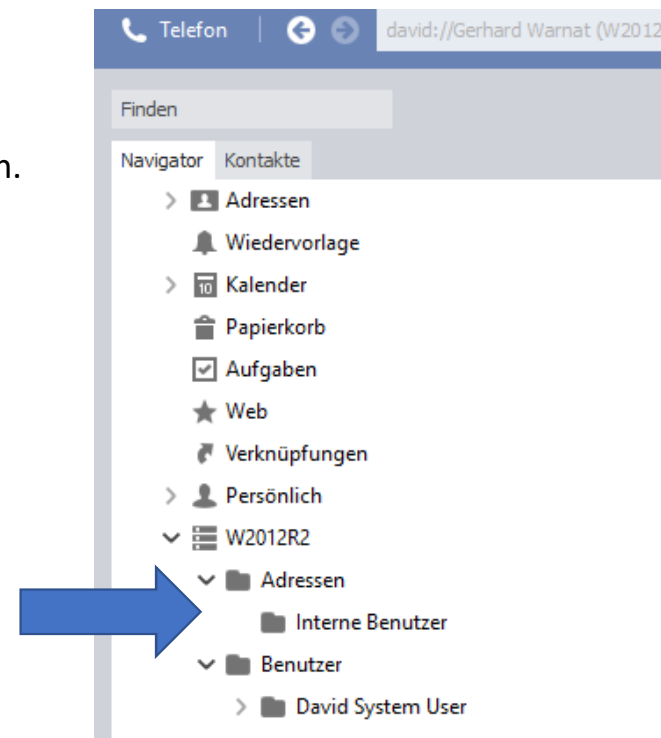 Telefon
david://Gerhard Warnat (W2012
Finden
n.
Navigator Kontakte
Adressen
Wiedervorlage
10 Kalender
Papierkorb
Aufgaben
Web
Verknüpfungen
Persönlich
W2012R2
Adressen
Interne Benutzer
Benutzer
David System User